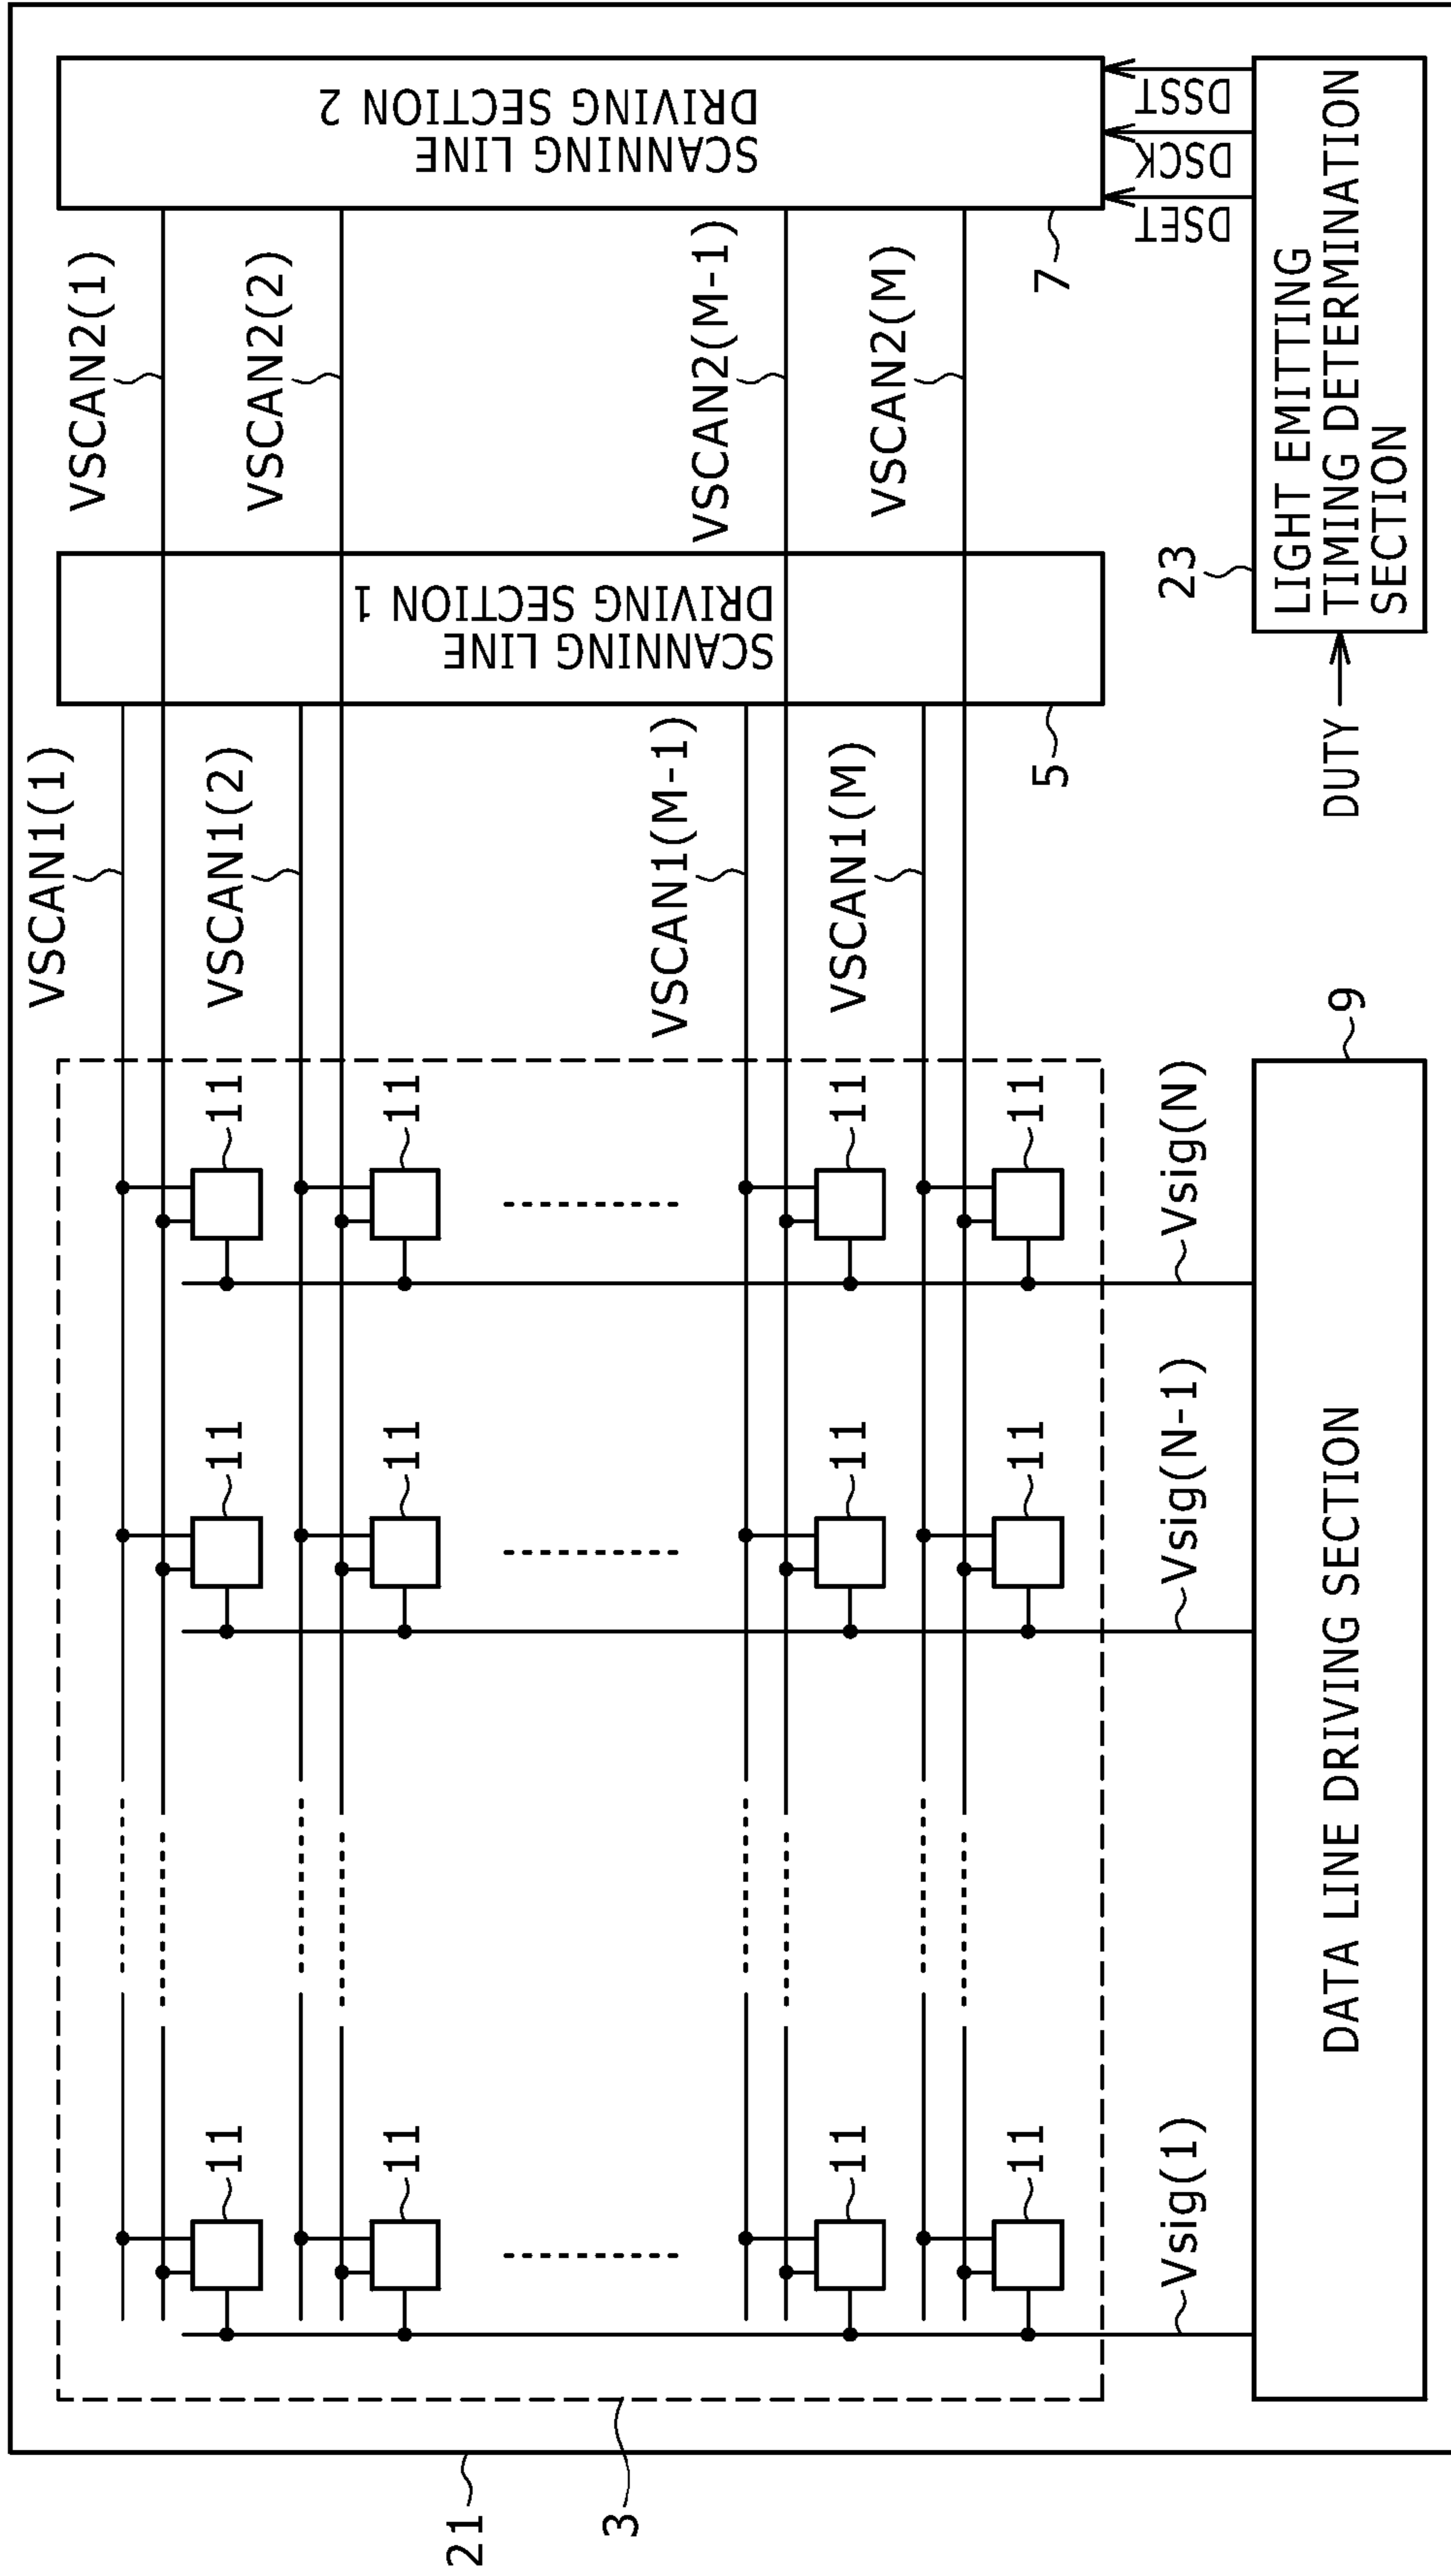 VSCAN1(1)
VSCAN2(1)
VSCAN1(2)
VSCAN2(2)
VSCAN1(M-1)
VSCAN2(M-1)
VSCAN1(M)
VSCAN2(M)
11
11
11
11
11
11
11
11
11
11
11
11
SCANNING LINE
DRIVING SECTION 1
SCANNING LINE
DRIVING SECTION 2
21
3
5
7
Vsig(1)
Vsig(N-1)
Vsig(N)
9
23
DSET
DSCK
DSST
DATA LINE DRIVING SECTION
DUTY
LIGHT EMITTING
TIMING DETERMINATION
SECTION